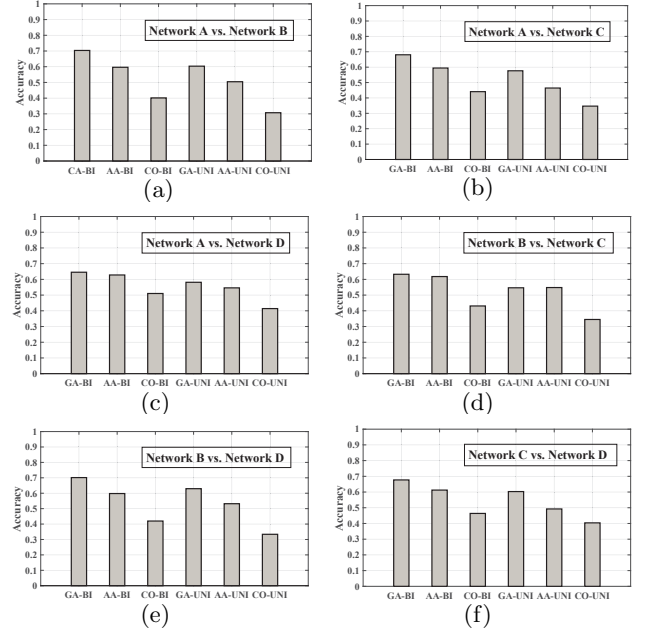 Network A vs. Network B
Accuracy
1
0.9
0.8
0.7
0.6
0.5
0.4
0.3
0.2
0.1
0
CA-BI AA-BI CO-BI GA-UNI AA-UNI CO-UNI
(a)
Network A vs. Network C
Accuracy
1
0.9
0.8
0.7
0.6
0.5
0.4
0.3
0.2
0.1
0
GA-BI AA-BI CO-BI GA-UNI AA-UNI CO-UNI
(b)
Network A vs. Network D
Accuracy
1
0.9
0.8
0.7
0.6
0.5
0.4
0.3
0.2
0.1
0
GA-BI AA-BI CO-BI GA-UNI AA-UNI CO-UNI
(c)
Network B vs. Network C
Accuracy
1
0.9
0.8
0.7
0.6
0.5
0.4
0.3
0.2
0.1
0
GA-BI AA-BI CO-BI GA-UNI AA-UNI CO-UNI
(d)
Network B vs. Network D
Accuracy
1
0.9
0.8
0.7
0.6
0.5
0.4
0.3
0.2
0.1
0
GA-BI AA-BI CO-BI GA-UNI AA-UNI CO-UNI
(e)
Network C vs. Network D
Accuracy
1
0.9
0.8
0.7
0.6
0.5
0.4
0.3
0.2
0.1
0
GA-BI AA-BI CO-BI GA-UNI AA-UNI CO-UNI
(f)